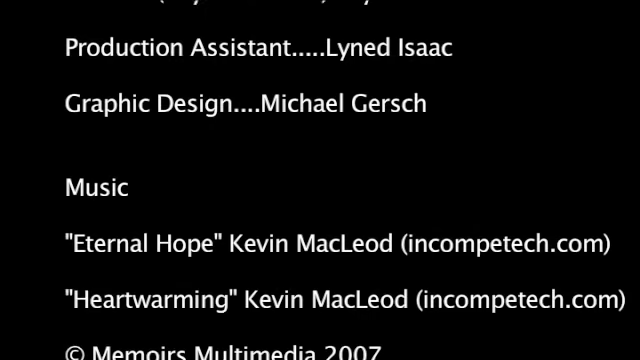 Production Assistant.....Lyned Isaac
Graphic Design....Michael Gersch
Music
"Eternal Hope" Kevin MacLeod (incompetech.com)
"Heartwarming" Kevin MacLeod (incompetech.com)
© Memoirs Multimedia 2007